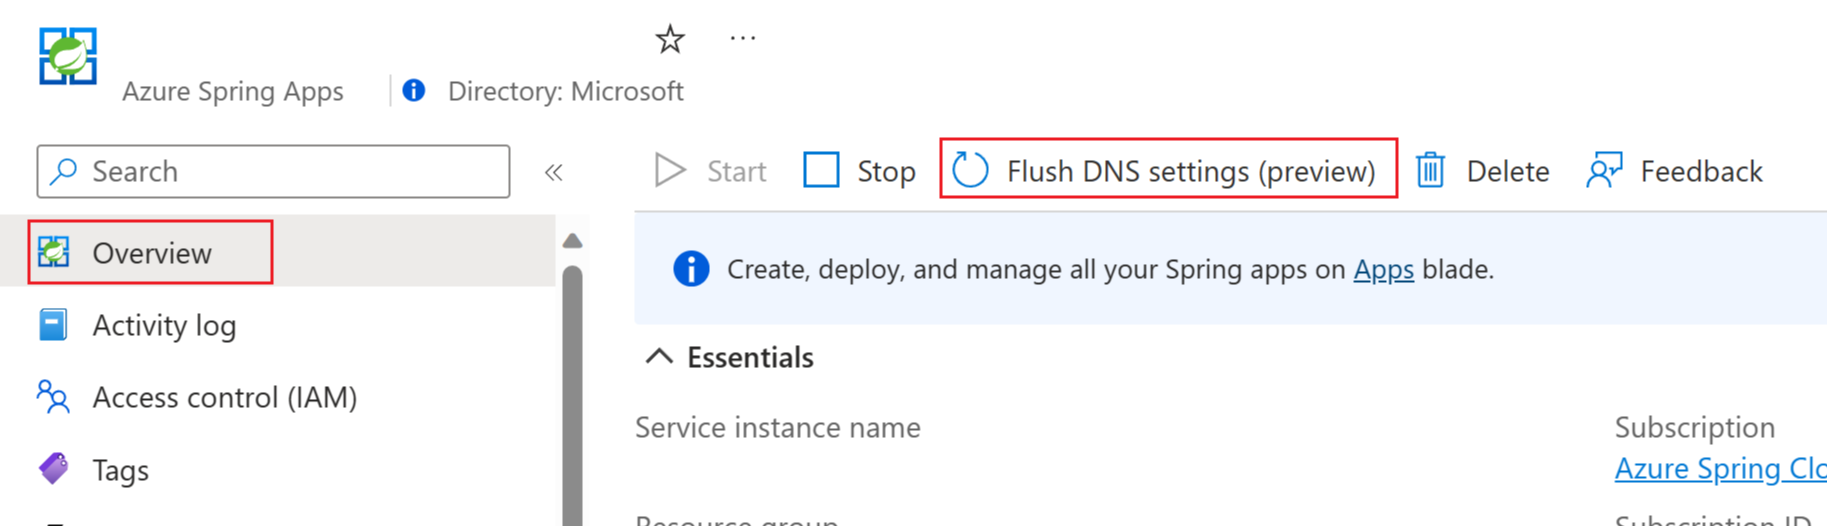 Azure Spring Apps
Directory: Microsoft
Search
Start
Stop
Flush DNS settings (preview)
Delete
Feedback
Overview
Activity log
Access control (IAM)
Tags
Create, deploy, and manage all your Spring apps on Apps blade.
Essentials
Service instance name
Subscription
Azure Spring Clo
Resource group
Subscription ID